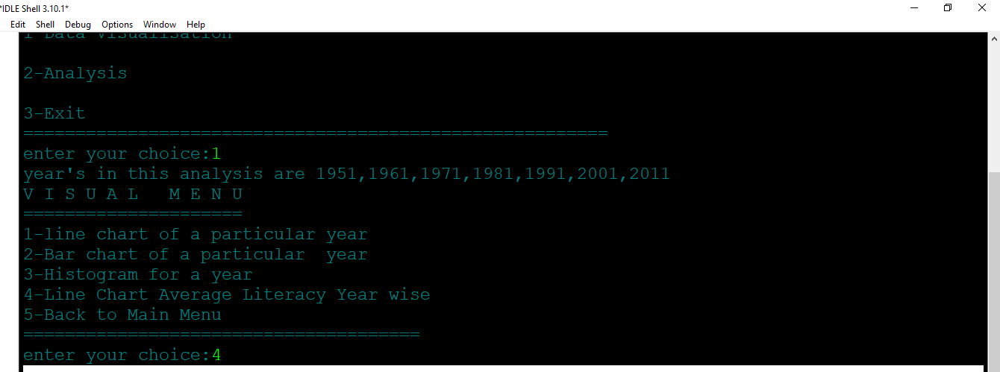 *IDLE Shell 3.10.1*
Edit Shell Debug Options Window Help
1-Data Visualisation
2-Analysis
3-Exit
========================================================
enter your choice:1
year's in this analysis are 1951,1961,1971,1981,1991,2001,2011
V I S U A L   M E N U
=====================
1-line chart of a particular year
2-Bar chart of a particular  year
3-Histogram for a year
4-Line Chart Average Literacy Year wise
5-Back to Main Menu
======================================
enter your choice:4